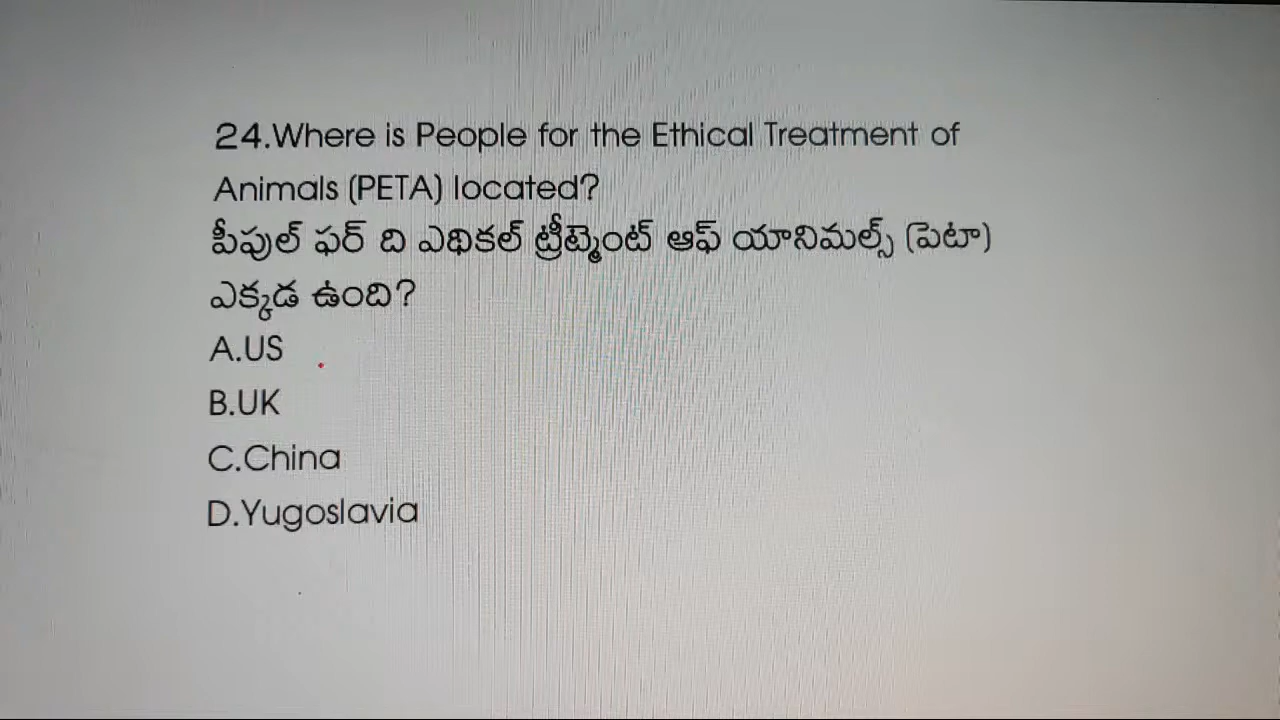 24.Where is People for the Ethical Treatment of
Animals (PETA) located?
పీపుల్ ఫర్ ది ఎథికల్ ట్రీట్మెంట్ ఆఫ్ యానిమల్స్ (పెటా)
ఎక్కడ ఉంది?
A.US
B.UK
C.China
D.Yugoslavia